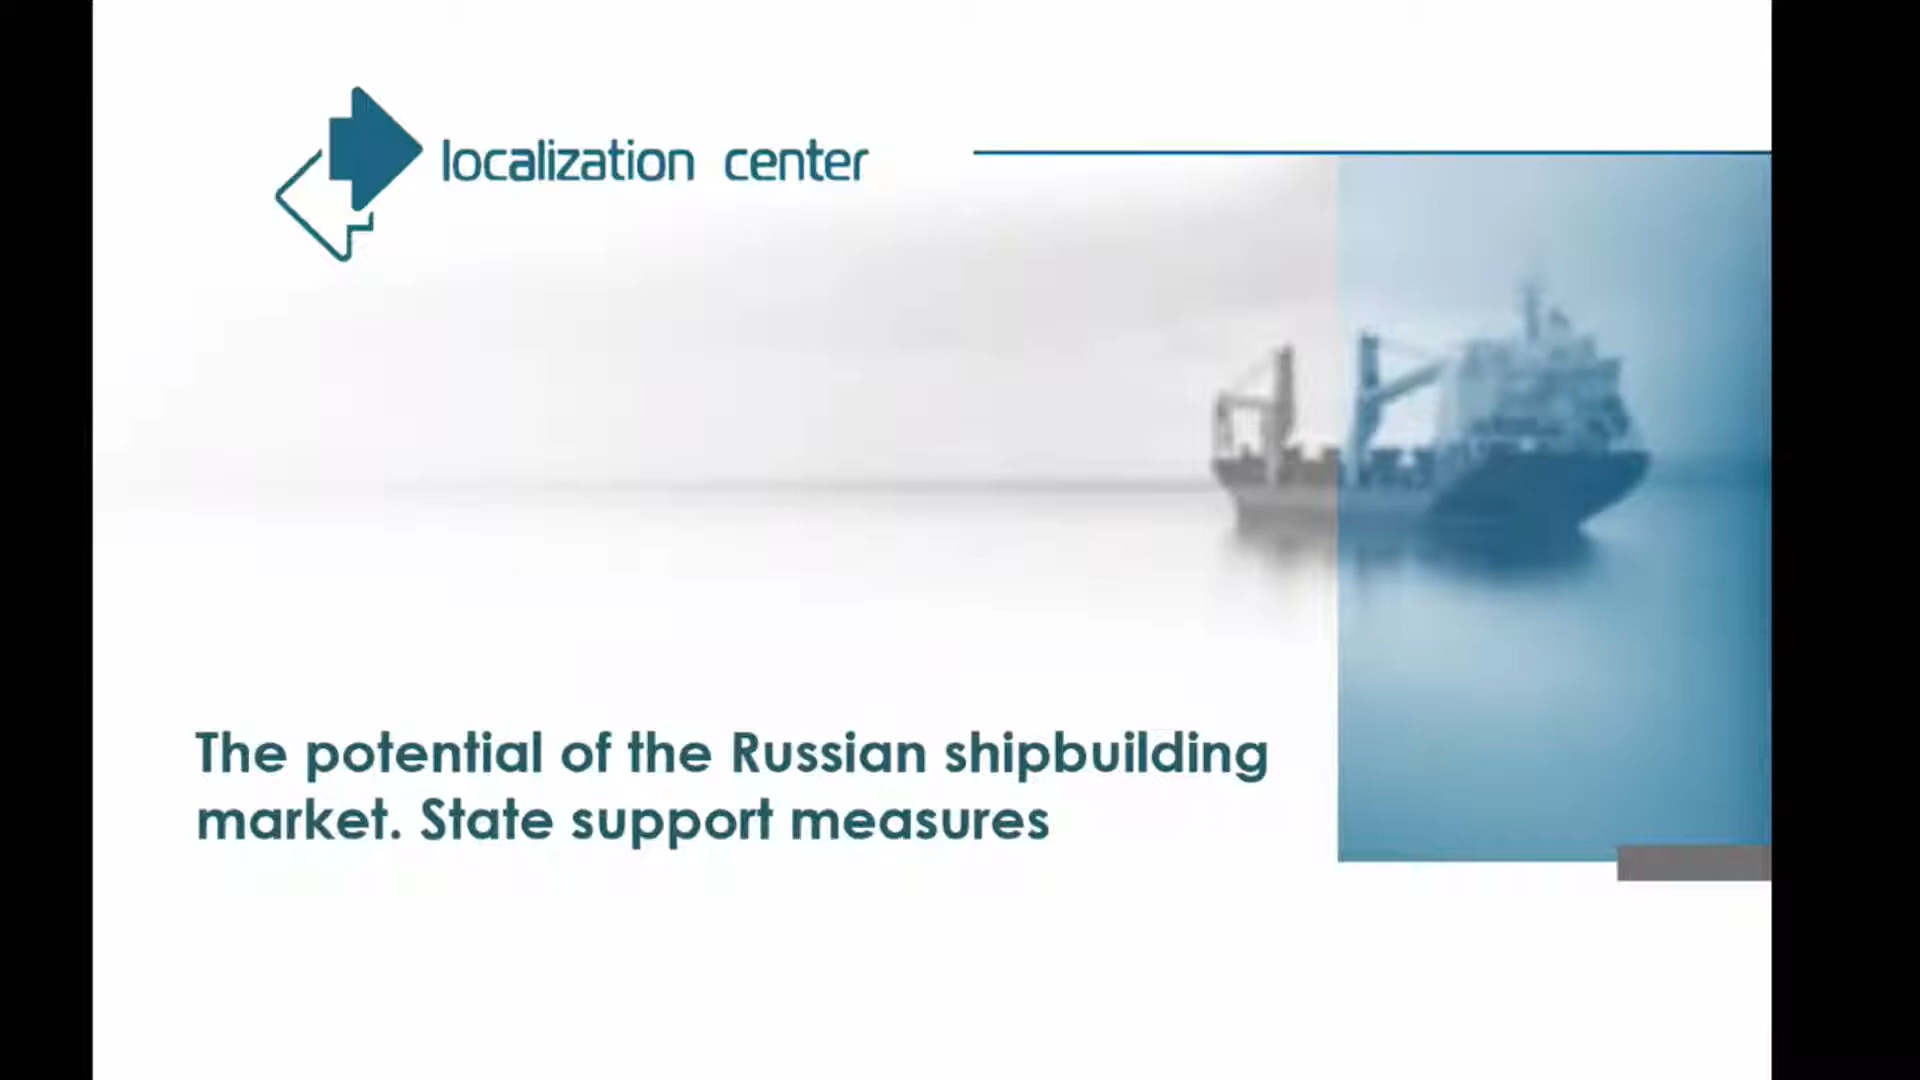 localization center
The potential of the Russian shipbuilding
market. State support measures